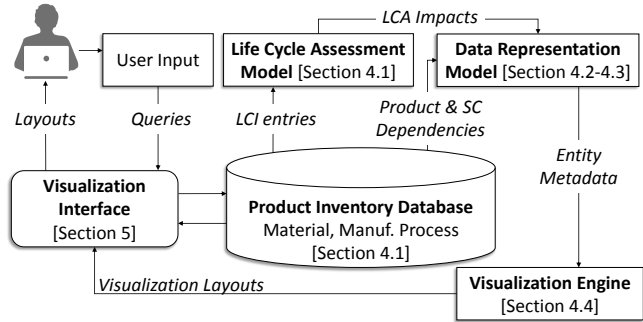 LCA Impacts
User Input
Life Cycle Assessment
Model [Section 4.1]
Data Representation
Model [Section 4.2-4.3]
Layouts
Queries
LCI entries
Product & SC
Dependencies
Entity
Metadata
Visualization
Interface
[Section 5]
Product Inventory Database
Material, Manuf. Process
[Section 4.1]
Visualization Layouts
Visualization Engine
[Section 4.4]